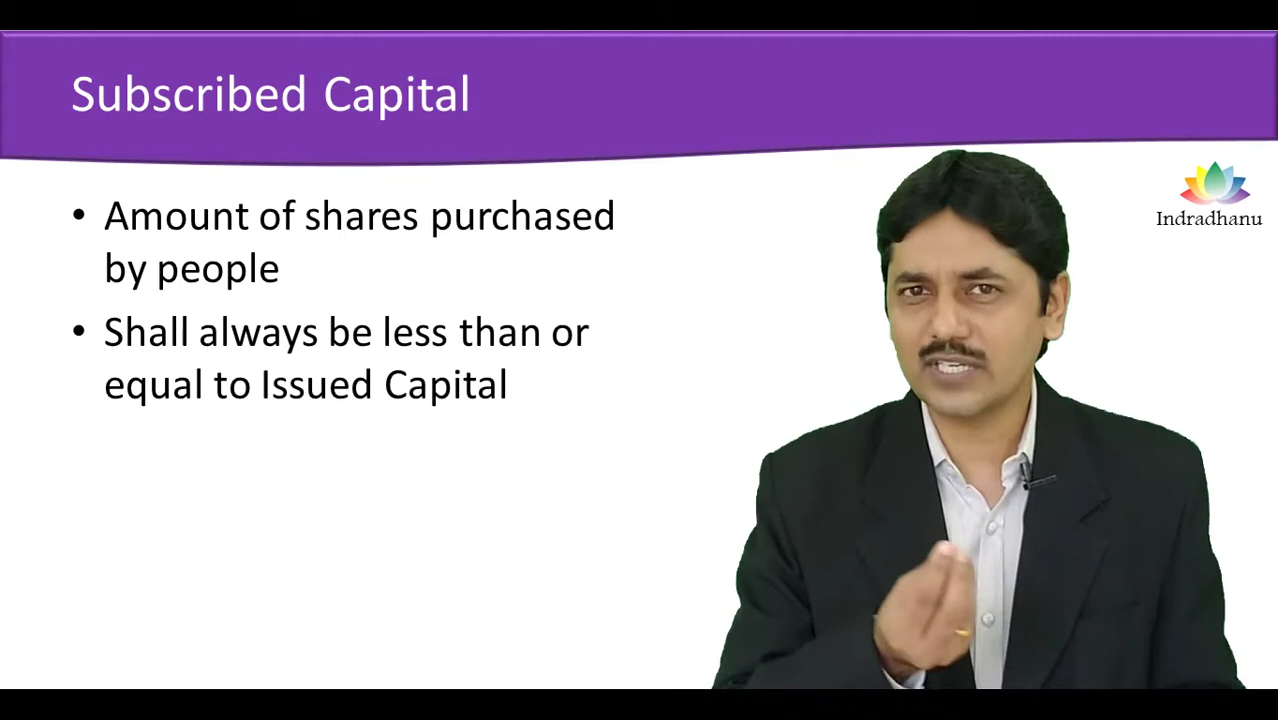 Subscribed Capital
• Amount of shares purchased
by people
• Shall always be less than or
equal to Issued Capital
Indradhanu